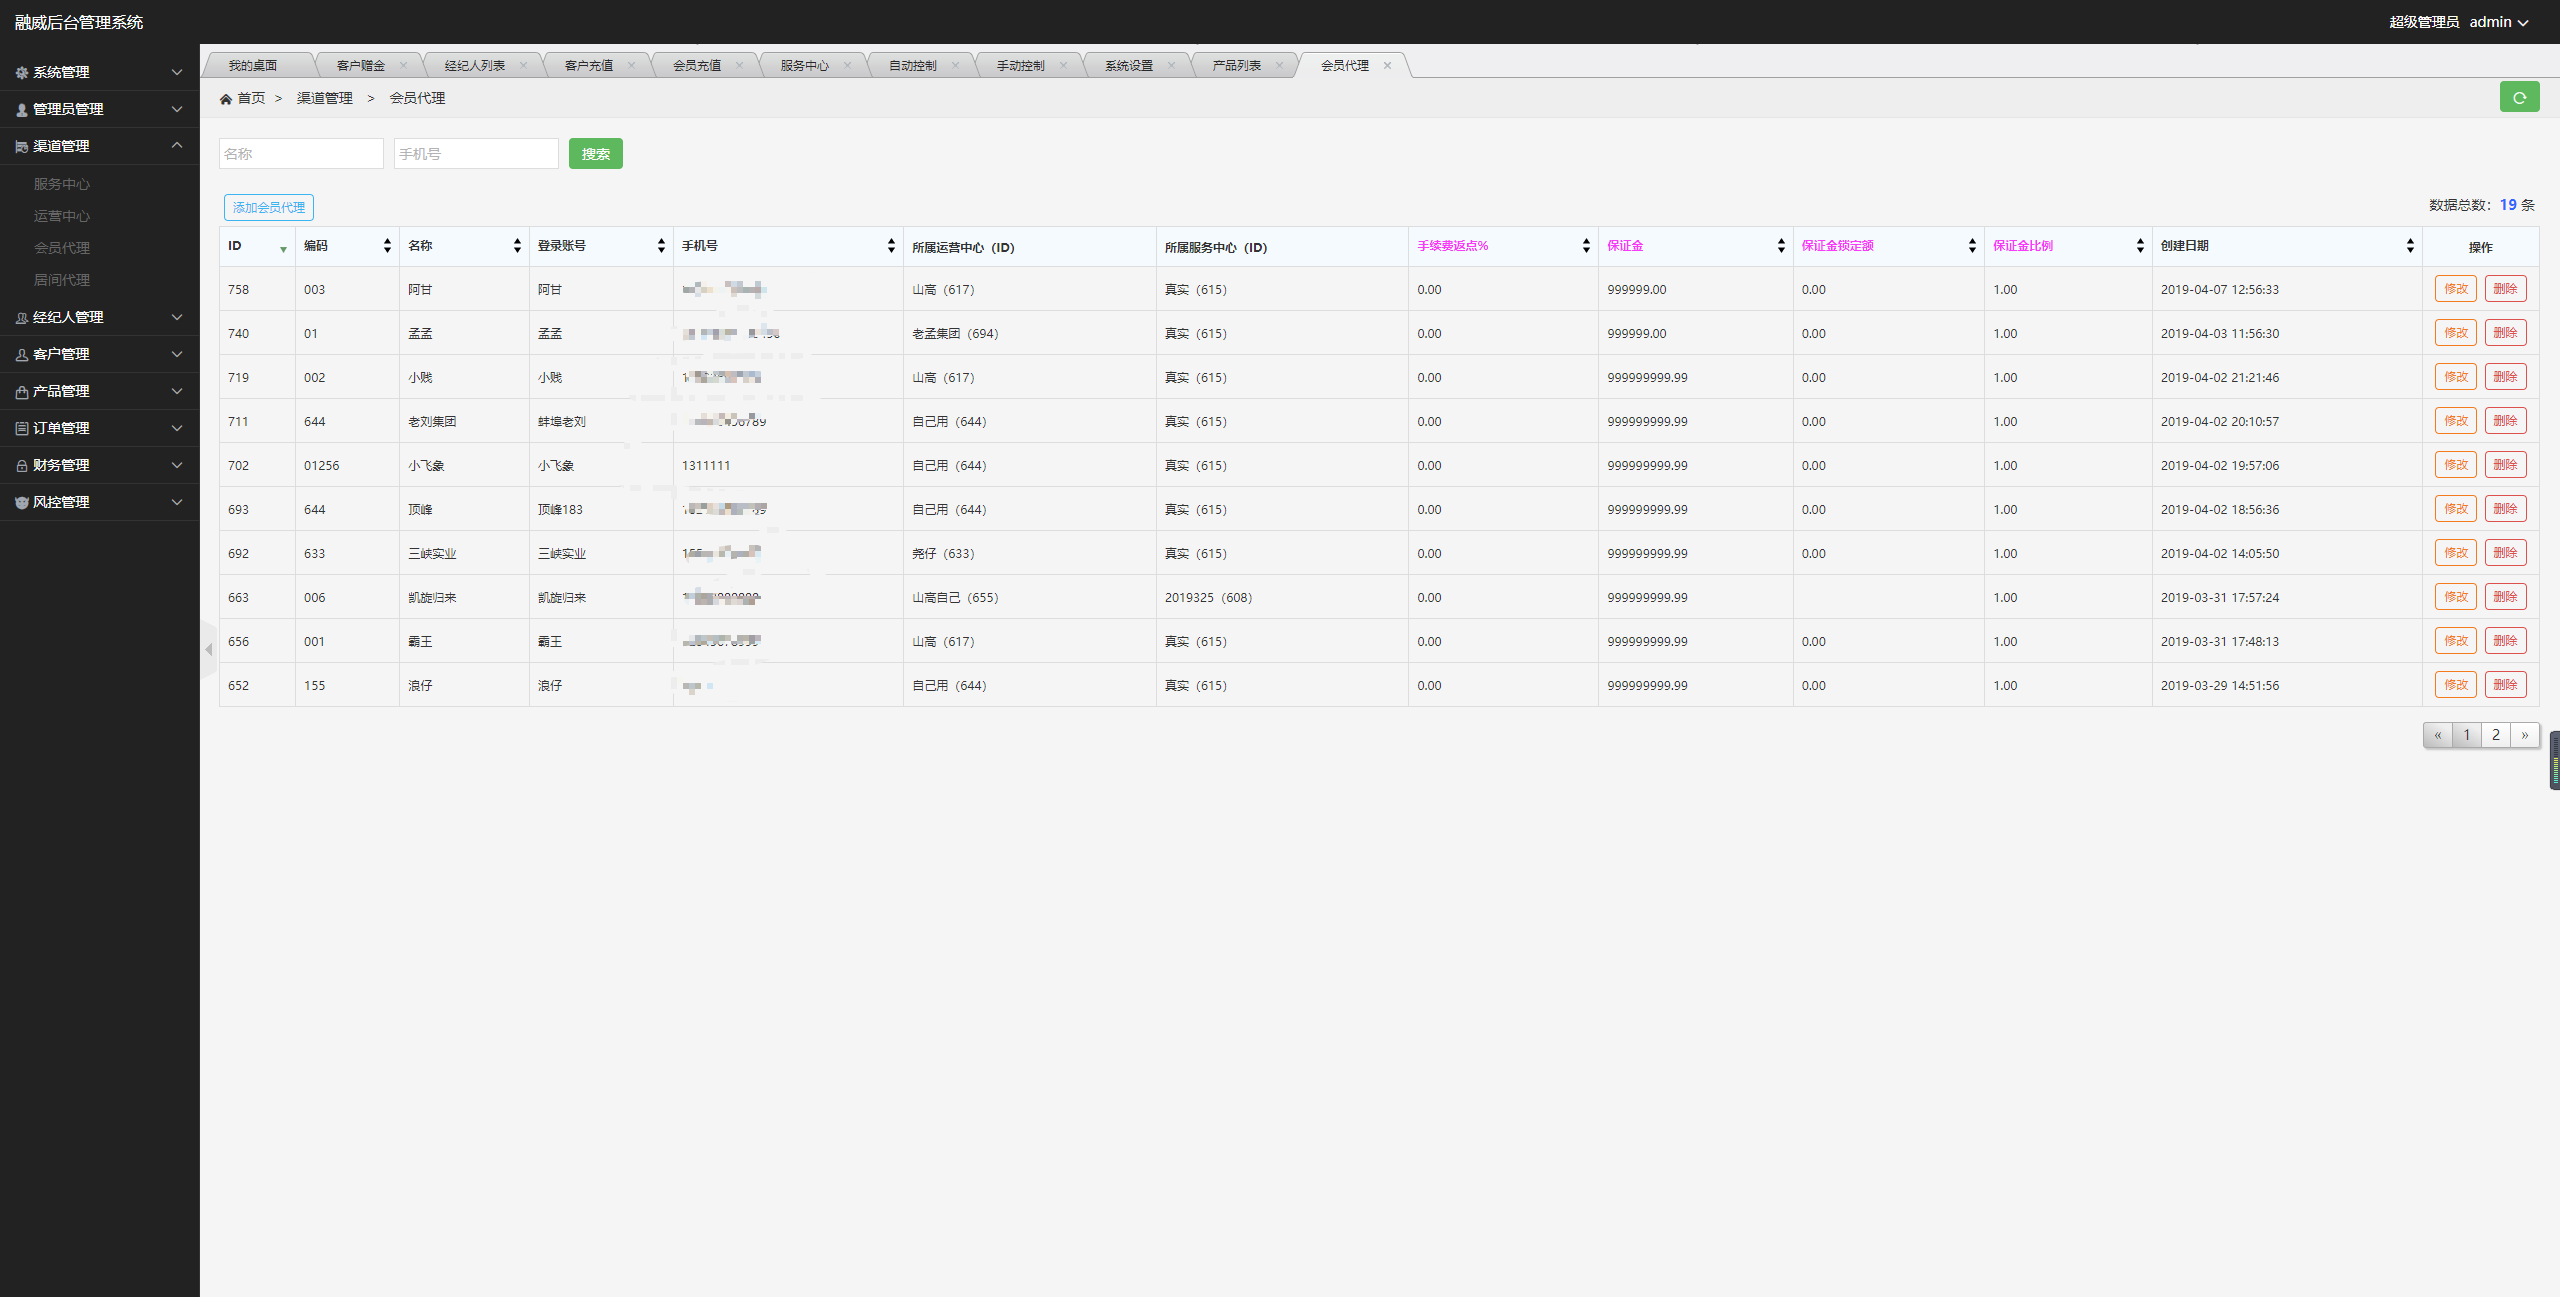 融威后台管理系统
超级管理员 admin
系统管理
管理员管理
渠道管理
服务中心
运营中心
会员代理
居间代理
经纪人管理
客户管理
产品管理
订单管理
财务管理
风控管理
我的桌面 客户赠金 经纪人列表 客户充值 会员充值 服务中心 自动控制 手动控制 系统设置 产品列表 会员代理
首页 > 渠道管理 > 会员代理
名称 手机号 搜索
添加会员代理 数据总数：19 条
ID 编码 名称 登录账号 手机号 所属运营中心（ID） 所属服务中心（ID） 手续费返点% 保证金 保证金锁定额 保证金比例 创建日期 操作
758 003 阿甘 阿甘 山高（617） 真实（615） 0.00 999999.00 0.00 1.00 2019-04-07 12:56:33 修改 删除
740 01 孟孟 孟孟 老孟集团（694） 真实（615） 0.00 999999.00 0.00 1.00 2019-04-03 11:56:30 修改 删除
719 002 小贱 小贱 山高（617） 真实（615） 0.00 999999999.99 0.00 1.00 2019-04-02 21:21:46 修改 删除
711 644 老刘集团 蚌埠老刘 自己用（644） 真实（615） 0.00 999999999.99 0.00 1.00 2019-04-02 20:10:57 修改 删除
702 01256 小飞象 小飞象 1311111 自己用（644） 真实（615） 0.00 999999999.99 0.00 1.00 2019-04-02 19:57:06 修改 删除
693 644 顶峰 顶峰183 自己用（644） 真实（615） 0.00 999999999.99 0.00 1.00 2019-04-02 18:56:36 修改 删除
692 633 三峡实业 三峡实业 尧仔（633） 真实（615） 0.00 999999999.99 0.00 1.00 2019-04-02 14:05:50 修改 删除
663 006 凯旋归来 凯旋归来 山高自己（655） 2019325（608） 0.00 999999999.99 1.00 2019-03-31 17:57:24 修改 删除
656 001 霸王 霸王 山高（617） 真实（615） 0.00 999999999.99 0.00 1.00 2019-03-31 17:48:13 修改 删除
652 155 浪仔 浪仔 自己用（644） 真实（615） 0.00 999999999.99 0.00 1.00 2019-03-29 14:51:56 修改 删除
« 1 2 »